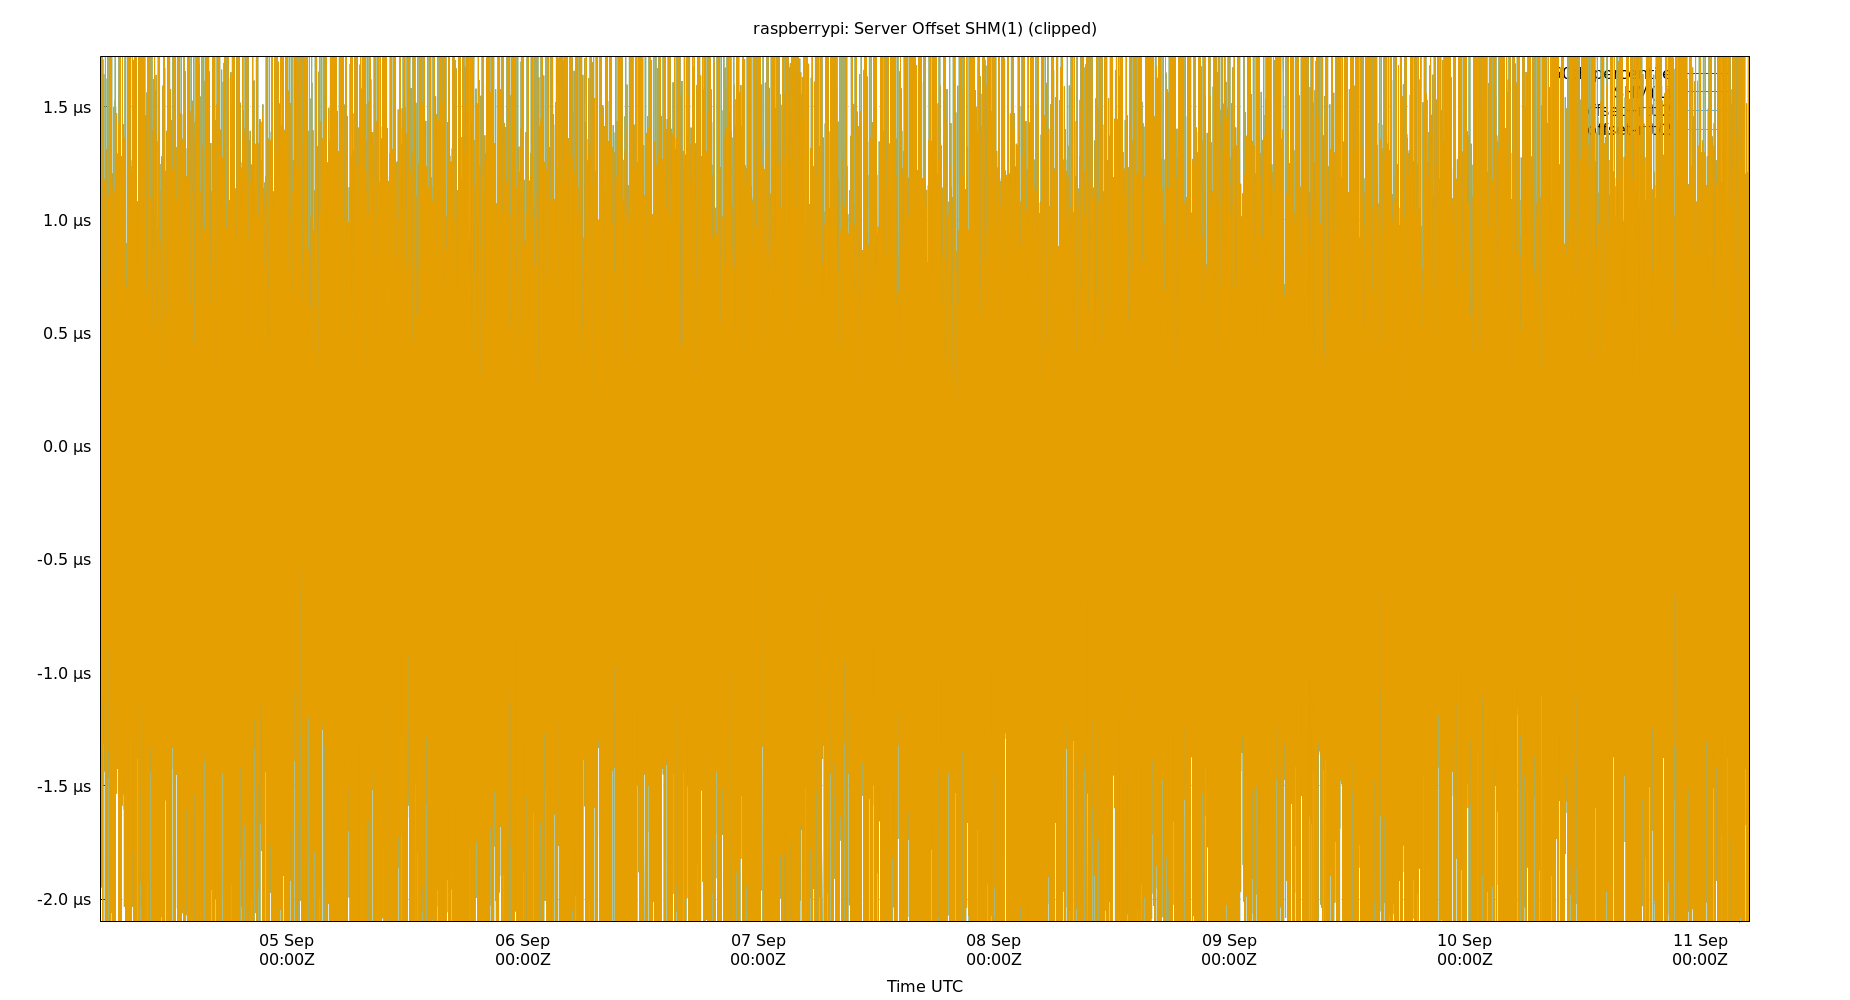 raspberrypi: Server Offset SHM(1) (clipped)
1.5 µs
1.0 µs
0.5 µs
0.0 µs
-0.5 µs
-1.0 µs
-1.5 µs
-2.0 µs
05 Sep
00:00Z
06 Sep
00:00Z
07 Sep
00:00Z
08 Sep
00:00Z
09 Sep
00:00Z
10 Sep
00:00Z
11 Sep
00:00Z
Time UTC